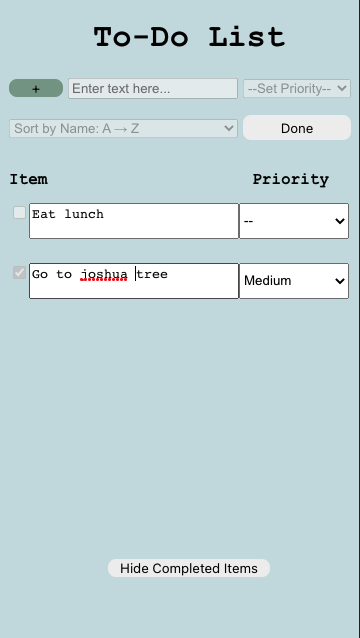 To-Do List
+ Enter text here... --Set Priority--
Sort by Name: A → Z Done
Item Priority
Eat lunch --
Go to joshua tree Medium
Hide Completed Items